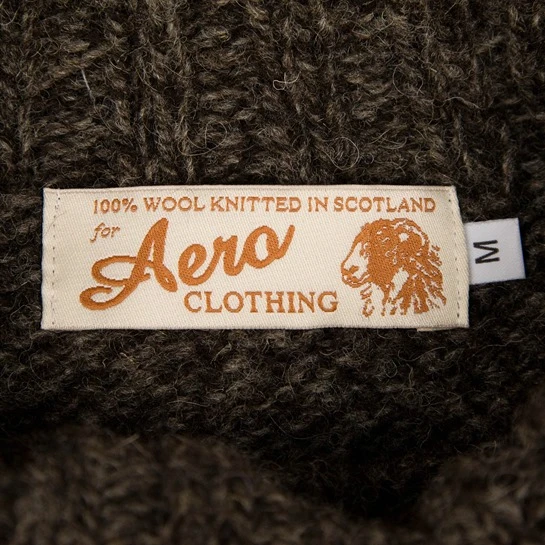 100% WOOL KNITTED IN SCOTLAND
for Aero
CLOTHING
M